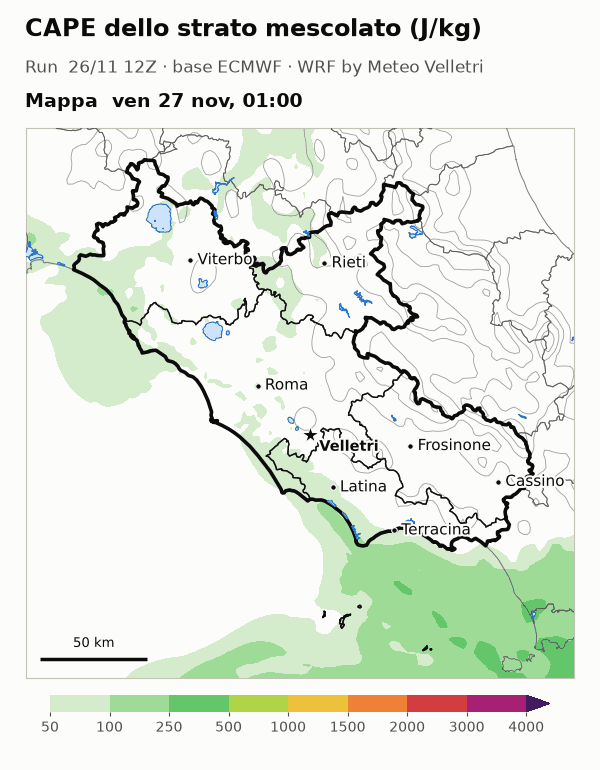 CAPE dello strato mescolato (J/kg)
Run  26/11 12Z · base ECMWF · WRF by Meteo Velletri
Mappa  ven 27 nov, 01:00
Viterbo
Rieti
Roma
Velletri
Frosinone
Cassino
Latina
Terracina
50 km
50 100 250 500 1000 1500 2000 3000 4000